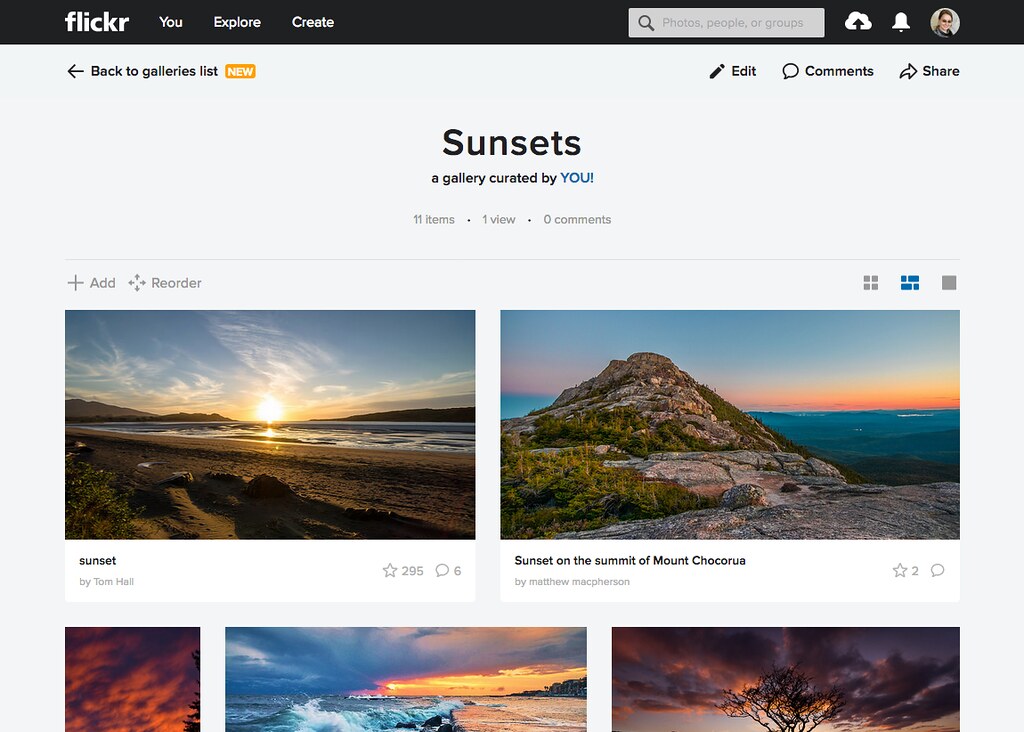 flickr You Explore Create Photos, people, or groups
Back to galleries list NEW Edit Comments Share
Sunsets
a gallery curated by YOU!
11 items • 1 view • 0 comments
Add Reorder
sunset
by Tom Hall
295 6
Sunset on the summit of Mount Chocorua
by matthew macpherson
2